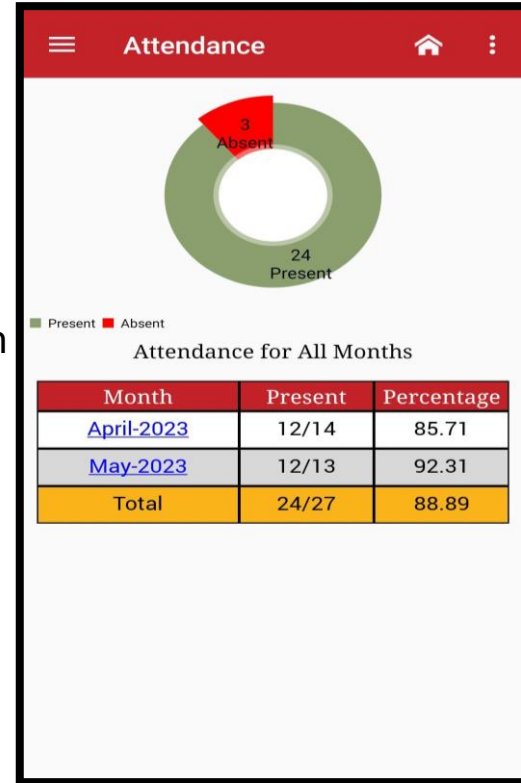 Attendance
3
Absent
24
Present
Present Absent
n
Attendance for All Months
Month Present Percentage
April-2023 12/14 85.71
May-2023 12/13 92.31
Total 24/27 88.89